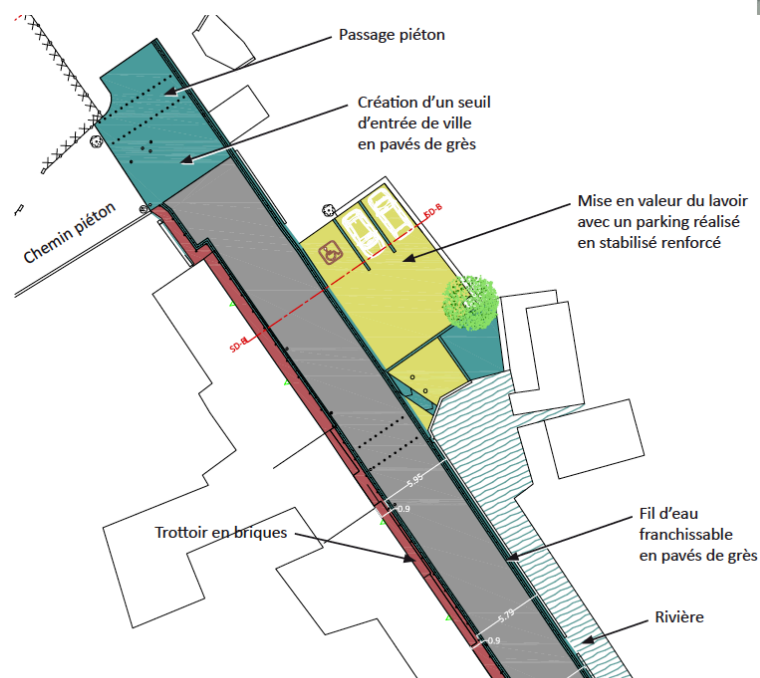 Passage piéton
Création d’un seuil
d’entrée de ville
en pavés de grès
Chemin piéton
Mise en valeur du lavoir
avec un parking réalisé
en stabilisé renforcé
SD-B
SD-B
5.95
0.9
Trottoir en briques
Fil d’eau
franchissable
en pavés de grès
5.79
0.9
Rivière